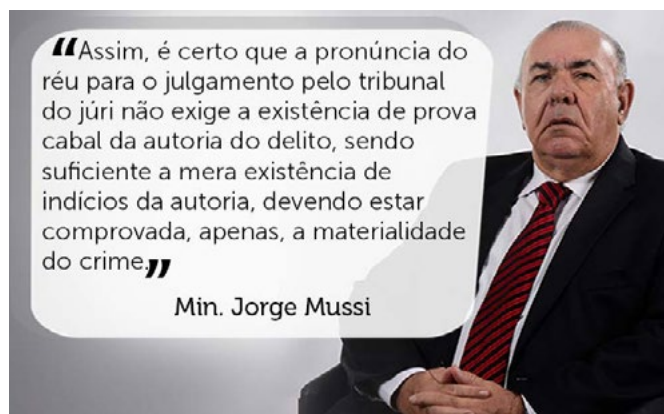 “Assim, é certo que a pronúncia do
réu para o julgamento pelo tribunal
do júri não exige a existência de prova
cabal da autoria do delito, sendo
suficiente a mera existência de
indícios da autoria, devendo estar
comprovada, apenas, a materialidade
do crime.”
Min. Jorge Mussi